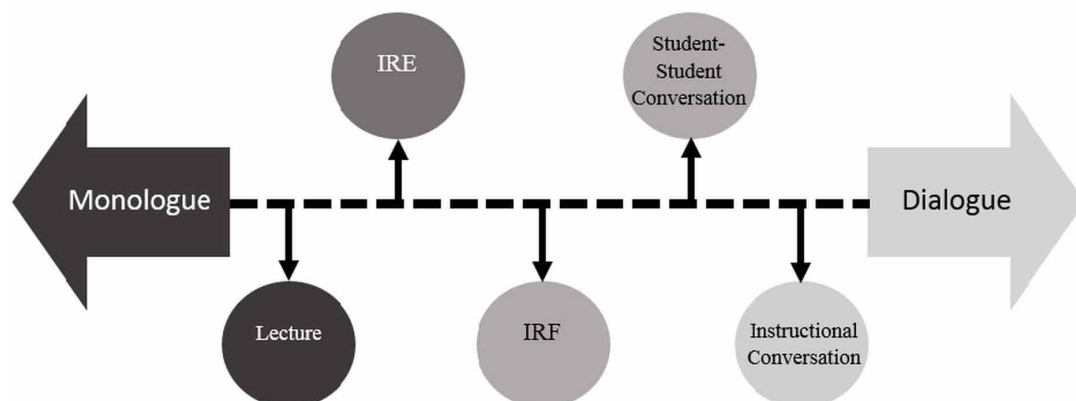 IRE
Student-
Student
Conversation
Monologue
Dialogue
Lecture
IRF
Instructional
Conversation